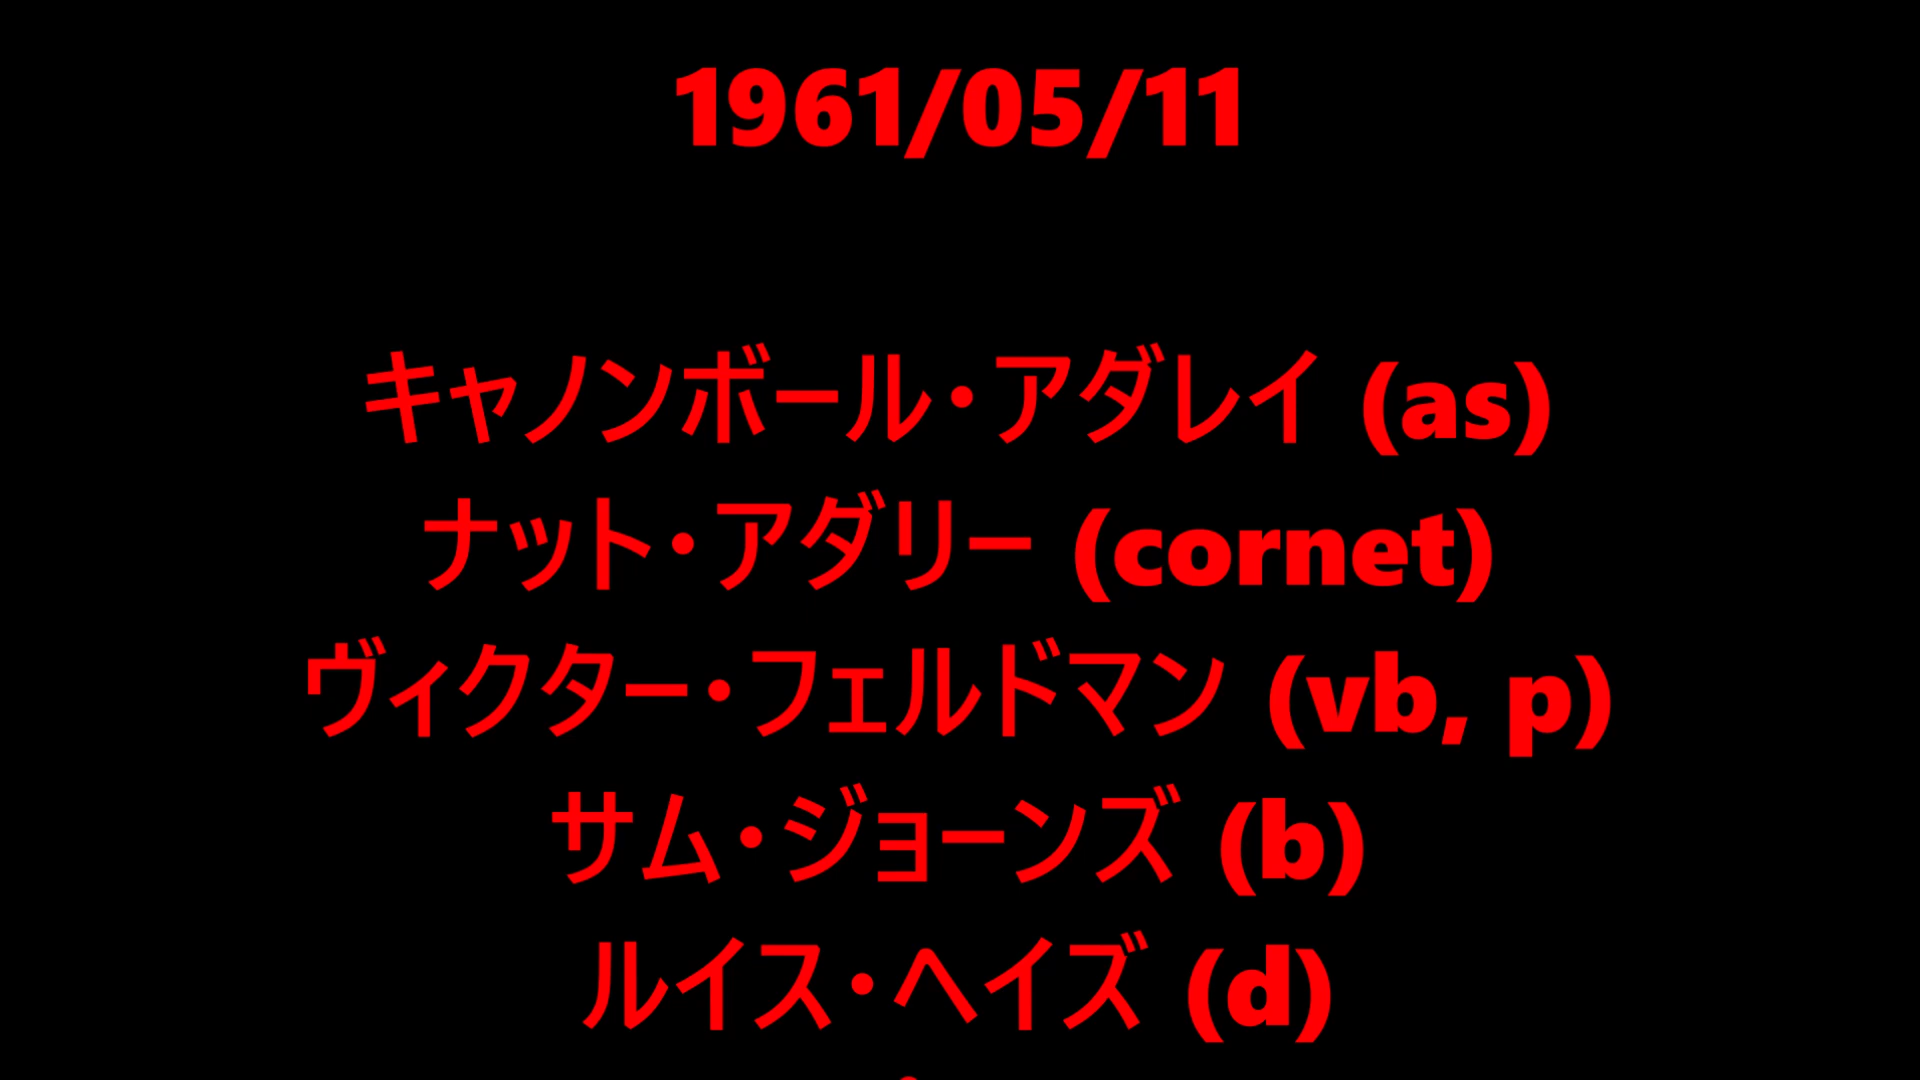 1961/05/11
キャノンボール・アダレイ (as)
ナット・アダリー (cornet)
ヴィクター・フェルドマン (vb, p)
サム・ジョーンズ (b)
ルイス・ヘイズ (d)